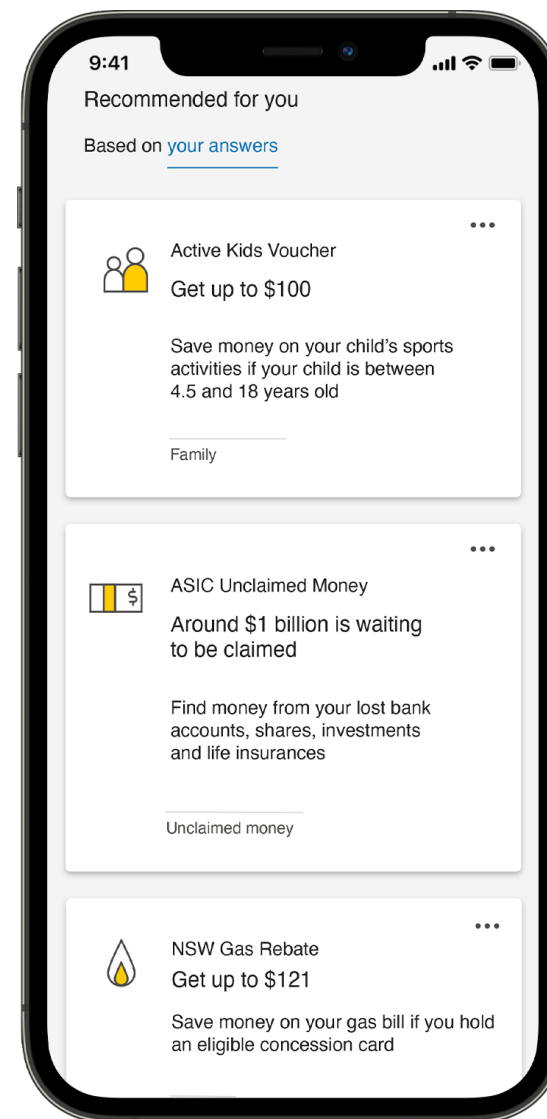 9:41
Recommended for you
Based on your answers
Active Kids Voucher
Get up to $100
Save money on your child’s sports
activities if your child is between
4.5 and 18 years old
Family
$
ASIC Unclaimed Money
Around $1 billion is waiting
to be claimed
Find money from your lost bank
accounts, shares, investments
and life insurances
Unclaimed money
NSW Gas Rebate
Get up to $121
Save money on your gas bill if you hold
an eligible concession card